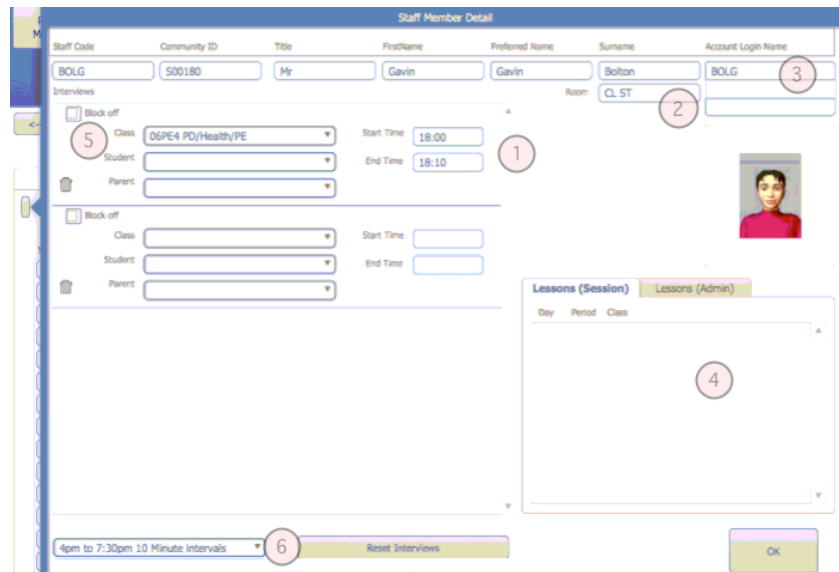 Staff Member Detail
Staff Code Community ID Title FirstName Preferred Name Surname Account Login Name
BOLG S00180 Mr Gavin Gavin Bolton BOLG 3
Interviews Room CL ST 2
Block off
5 Class 06PE4 PD/Health/PE Start Time 18:00 1
Student End Time 18:10
Parent
Block off
Class Start Time
Student End Time
Parent
Lessons (Session) Lessons (Admin)
Day Period Class
4
4pm to 7:30pm 10 Minute intervals 6 Reset Interviews OK